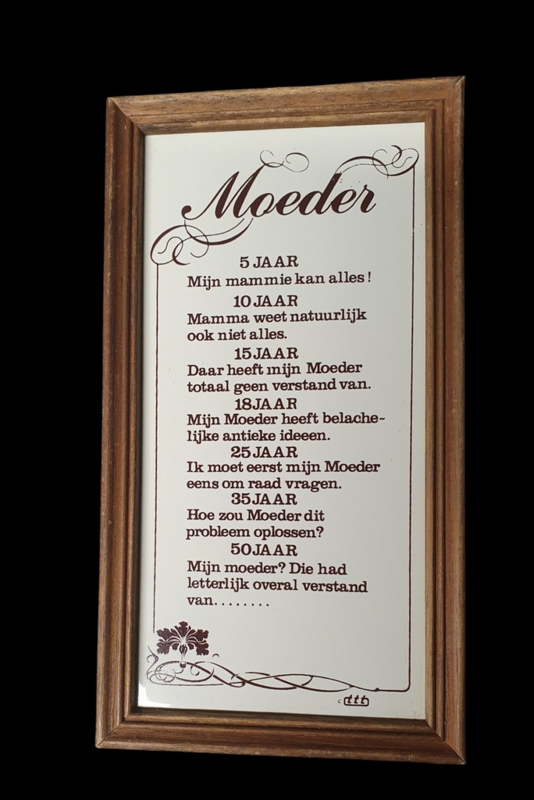 Moeder
5 JAAR
Mijn mammie kan alles !
10 JAAR
Mamma weet natuurlijk
ook niet alles.
15 JAAR
Daar heeft mijn Moeder
totaal geen verstand van.
18 JAAR
Mijn Moeder heeft belache-
lijke antieke ideeen.
25 JAAR
Ik moet eerst mijn Moeder
eens om raad vragen.
35 JAAR
Hoe zou Moeder dit
probleem oplossen?
50 JAAR
Mijn moeder? Die had
letterlijk overal verstand
van........
c ttt